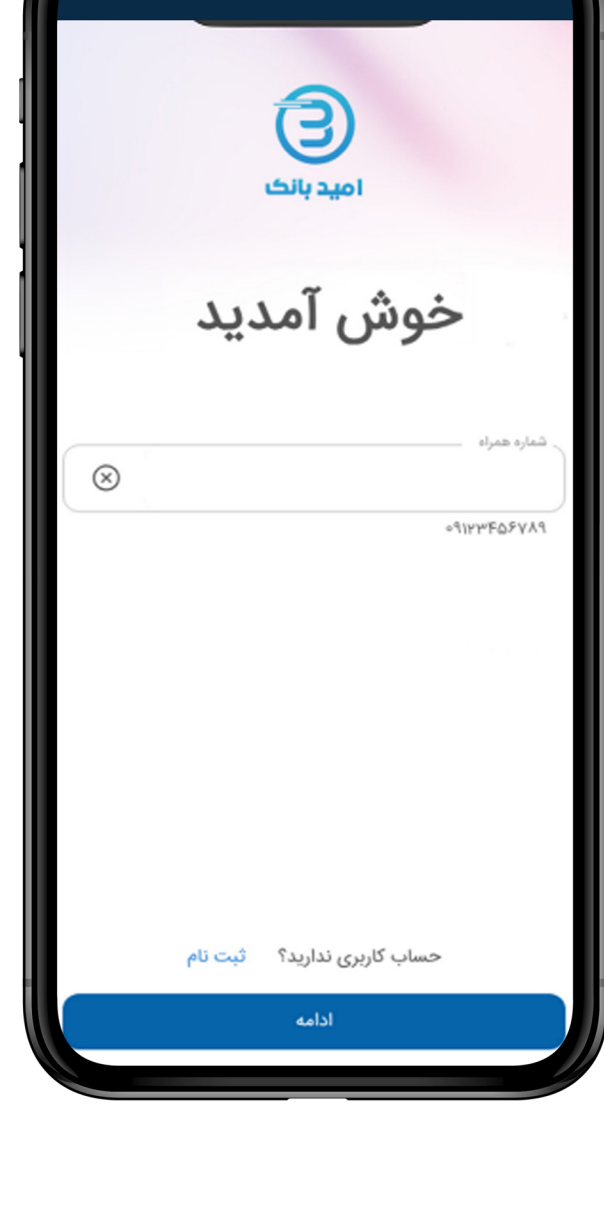 امید بانک
خوش آمدید
شماره همراه
۰۹۱۲۳۴۵۶۷۸۹
حساب کاربری ندارید؟ ثبت نام
ادامه